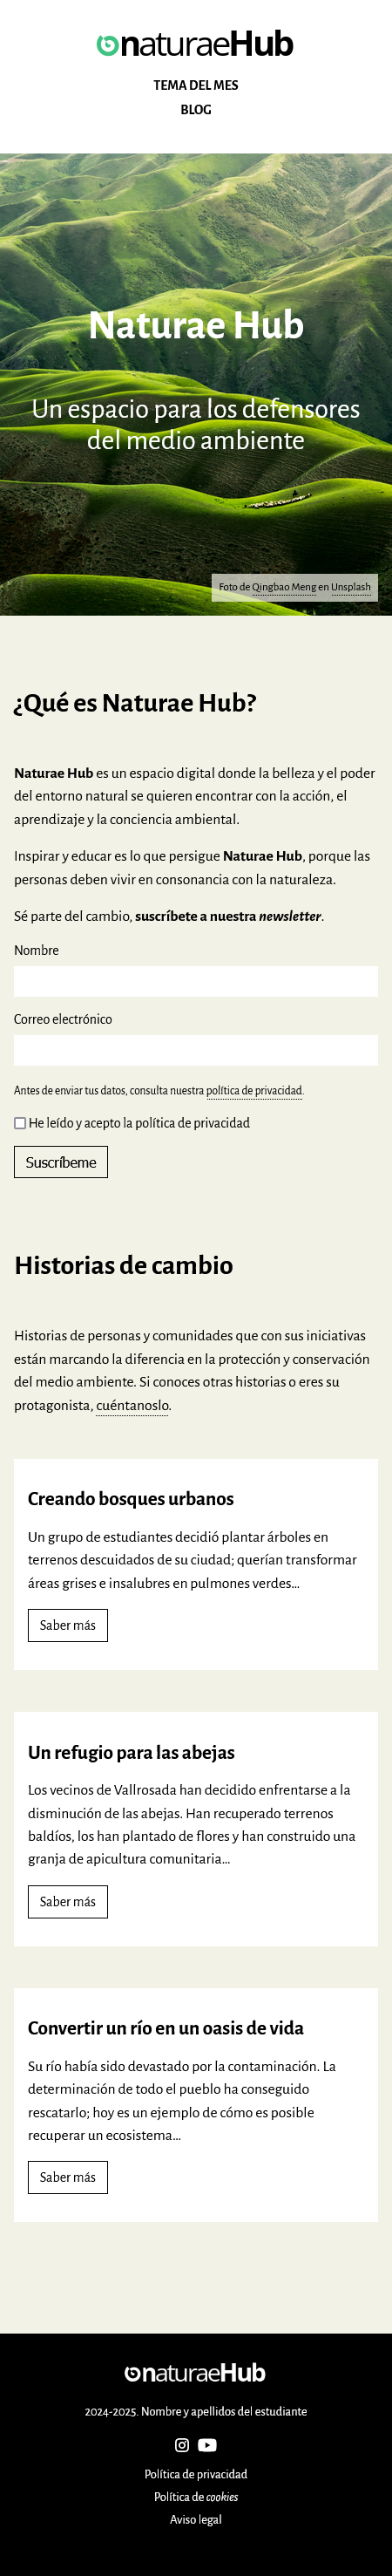 naturaeHub
TEMA DEL MES
BLOG
Naturae Hub
Un espacio para los defensores
del medio ambiente
Foto de Qingbao Meng en Unsplash
¿Qué es Naturae Hub?
Naturae Hub es un espacio digital donde la belleza y el poder
del entorno natural se quieren encontrar con la acción, el
aprendizaje y la conciencia ambiental.
Inspirar y educar es lo que persigue Naturae Hub, porque las
personas deben vivir en consonancia con la naturaleza.
Sé parte del cambio, suscríbete a nuestra newsletter.
Nombre
Correo electrónico
Antes de enviar tus datos, consulta nuestra política de privacidad.
He leído y acepto la política de privacidad
Suscríbeme
Historias de cambio
Historias de personas y comunidades que con sus iniciativas
están marcando la diferencia en la protección y conservación
del medio ambiente. Si conoces otras historias o eres su
protagonista, cuéntanoslo.
Creando bosques urbanos
Un grupo de estudiantes decidió plantar árboles en
terrenos descuidados de su ciudad; querían transformar
áreas grises e insalubres en pulmones verdes...
Saber más
Un refugio para las abejas
Los vecinos de Vallrosada han decidido enfrentarse a la
disminución de las abejas. Han recuperado terrenos
baldíos, los han plantado de flores y han construido una
granja de apicultura comunitaria...
Saber más
Convertir un río en un oasis de vida
Su río había sido devastado por la contaminación. La
determinación de todo el pueblo ha conseguido
rescatarlo; hoy es un ejemplo de cómo es posible
recuperar un ecosistema...
Saber más
naturaeHub
2024-2025. Nombre y apellidos del estudiante
Política de privacidad
Política de cookies
Aviso legal